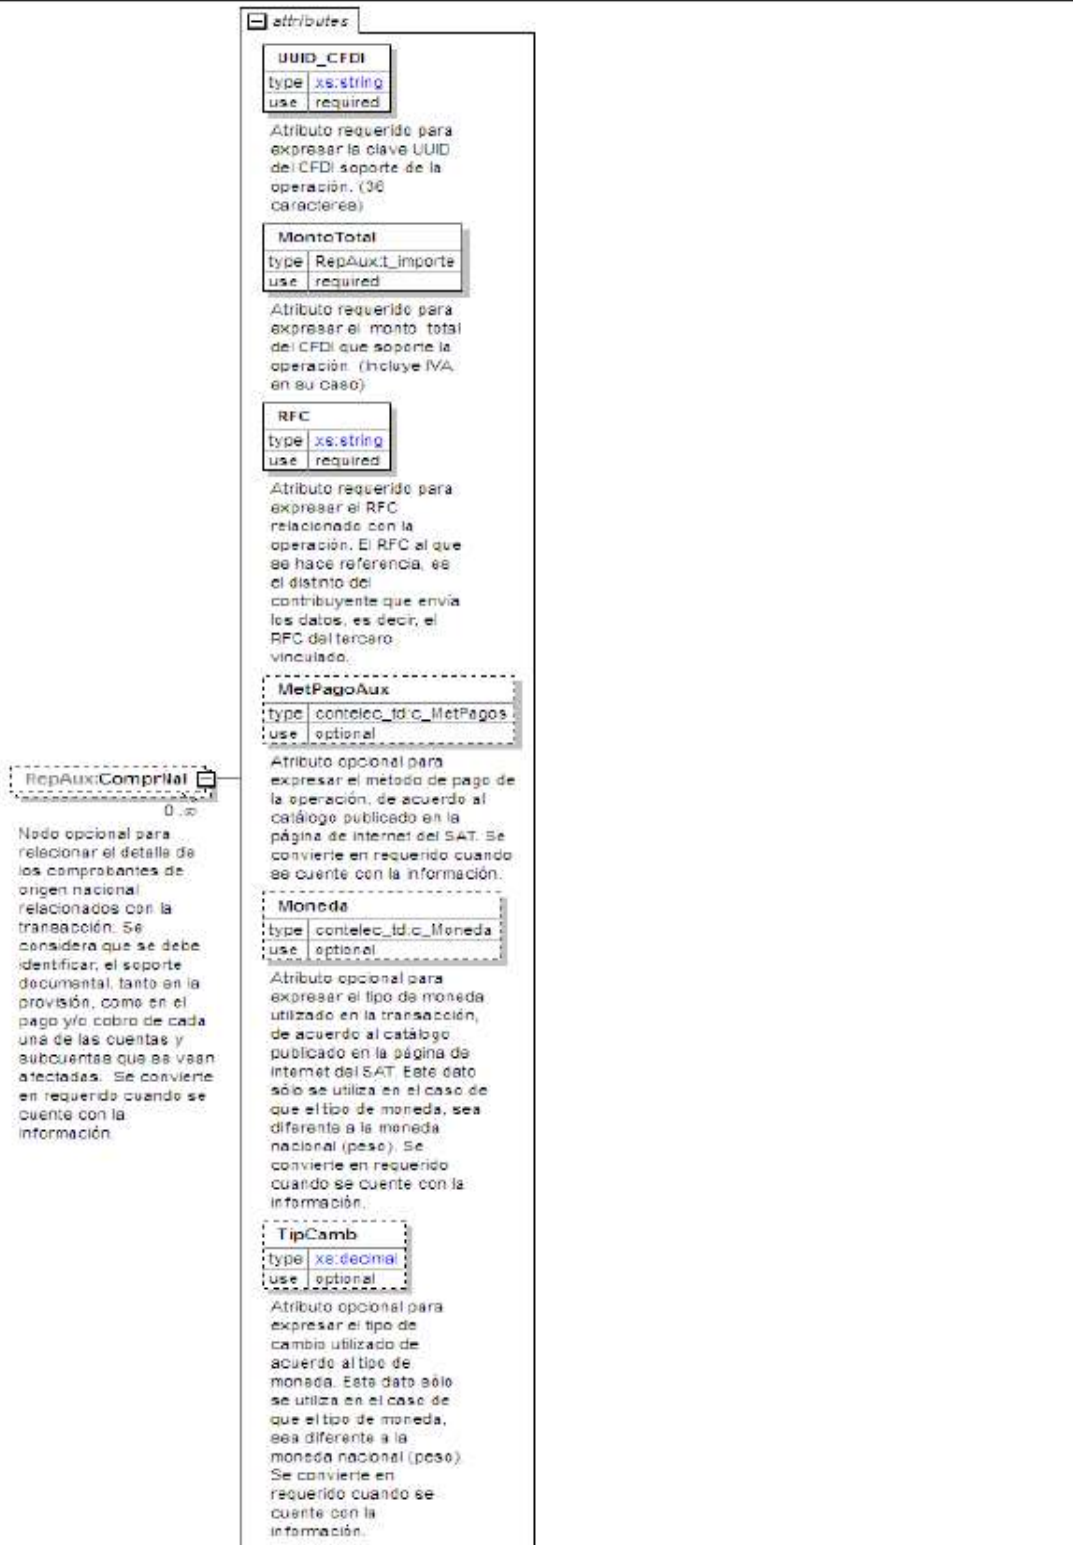 attributes
UUID_CFDI
type xs:string
use required
Atributo requerido para
expresar la clave UUID
del CFDI soporte de la
operación. (36
caracteres)
MontoTotal
type RepAux:t_importe
use required
Atributo requerido para
expresar el monto total
del CFDI que soporte la
operación. (Incluye IVA
en su caso)
RFC
type xs:string
use required
Atributo requerido para
expresar el RFC
relacionado con la
operación. El RFC al que
se hace referencia, es
el distinto del
contribuyente que envía
los datos, es decir, el
RFC del tercero
vinculado.
MetPagoAux
type contelec_td:c_MetPagos
use optional
Atributo opcional para
expresar el método de pago de
la operación, de acuerdo al
catálogo publicado en la
página de internet del SAT. Se
convierte en requerido cuando
se cuente con la información.
Moneda
type contelec_td:c_Moneda
use optional
Atributo opcional para
expresar el tipo de moneda
utilizado en la transacción,
de acuerdo al catálogo
publicado en la página de
internet del SAT. Este dato
sólo se utiliza en el caso de
que el tipo de moneda, sea
diferente a la moneda
nacional (peso). Se
convierte en requerido
cuando se cuente con la
información.
TipCamb
type xs:decimal
use optional
Atributo opcional para
expresar el tipo de
cambio utilizado de
acuerdo al tipo de
moneda. Este dato sólo
se utiliza en el caso de
que el tipo de moneda,
sea diferente a la
moneda nacional (peso).
Se convierte en
requerido cuando se
cuente con la
información.
RepAux:ComprNal
0..∞
Nodo opcional para
relacionar el detalle de
los comprobantes de
origen nacional
relacionados con la
transacción. Se
considera que se debe
identificar, el soporte
documental, tanto en la
provisión, como en el
pago y/o cobro de cada
una de las cuentas y
subcuentas que se vean
afectadas. Se convierte
en requerido cuando se
cuente con la
información.